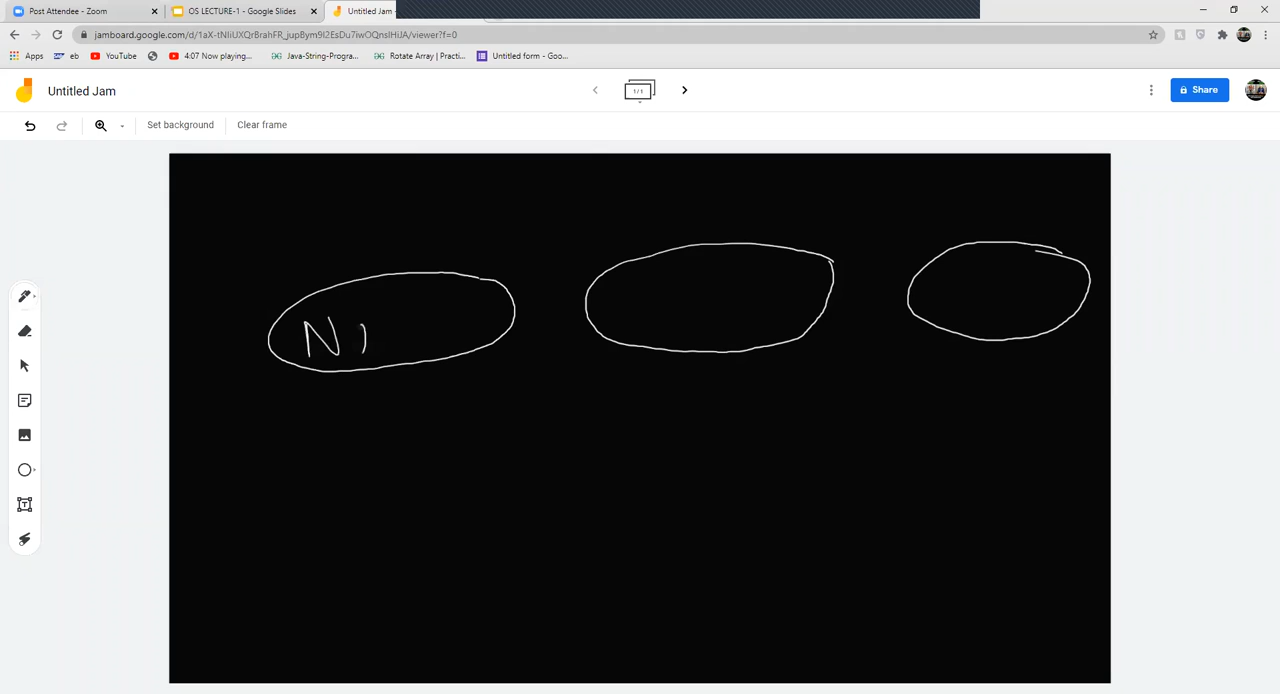 Post Attendee - Zoom
OS LECTURE-1 - Google Slides
Untitled Jam -
jamboard.google.com/d/1aX-tNIiUXQrBrahFR_jupBym9I2EsDu7iwOQnsIHiJA/viewer?f=0
Apps
eb
YouTube
4:07 Now playing...
Java-String-Progra...
Rotate Array | Practi...
Untitled form - Goo...
Untitled Jam
1/1
Share
Set background
Clear frame
N